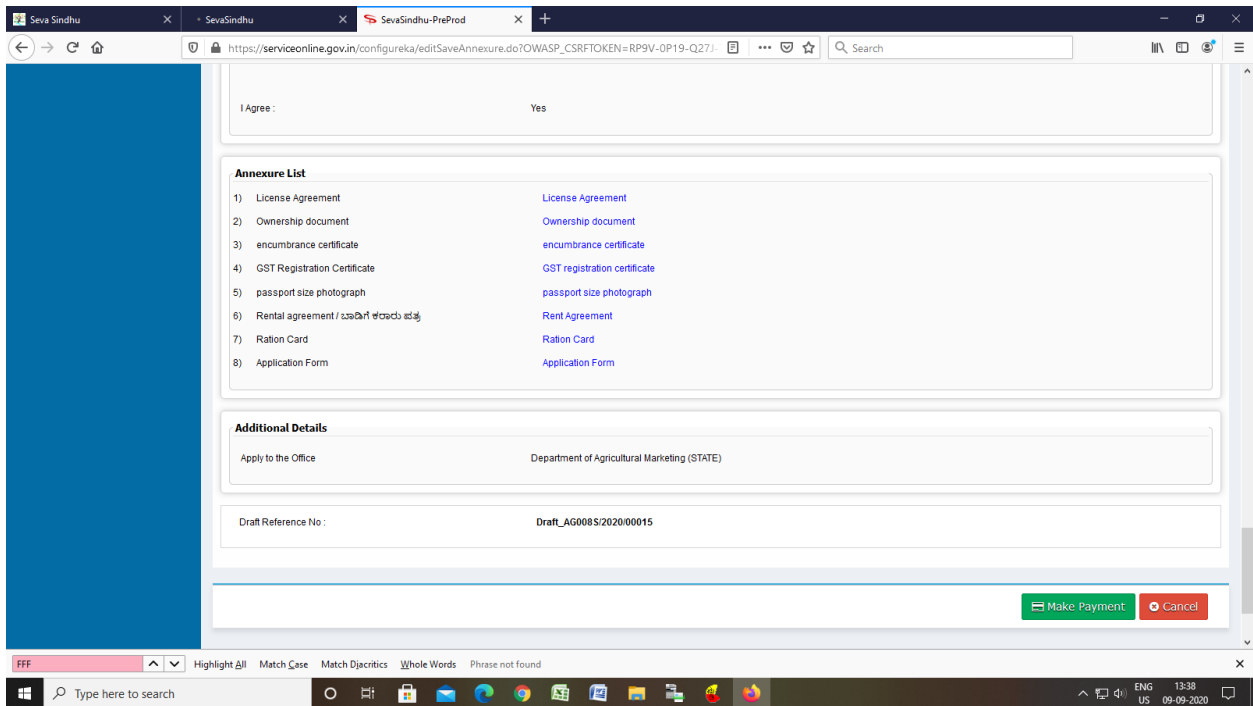 Seva Sindhu
SevaSindhu
SevaSindhu-PreProd
https://serviceonline.gov.in/configureka/editSaveAnnexure.do?OWASP_CSRFTOKEN=RP9V-0P19-Q27J-
Search
I Agree : Yes
Annexure List
1) License Agreement License Agreement
2) Ownership document Ownership document
3) encumbrance certificate encumbrance certificate
4) GST Registration Certificate GST registration certificate
5) passport size photograph passport size photograph
6) Rental agreement / ಬಾಡಿಗೆ ಕರಾರು ಪತ್ರ Rent Agreement
7) Ration Card Ration Card
8) Application Form Application Form
Additional Details
Apply to the Office Department of Agricultural Marketing (STATE)
Draft Reference No : Draft_AG008S/2020/00015
Make Payment Cancel
FFF Highlight All Match Case Match Diacritics Whole Words Phrase not found
Type here to search
ENG 13:38
US 09-09-2020